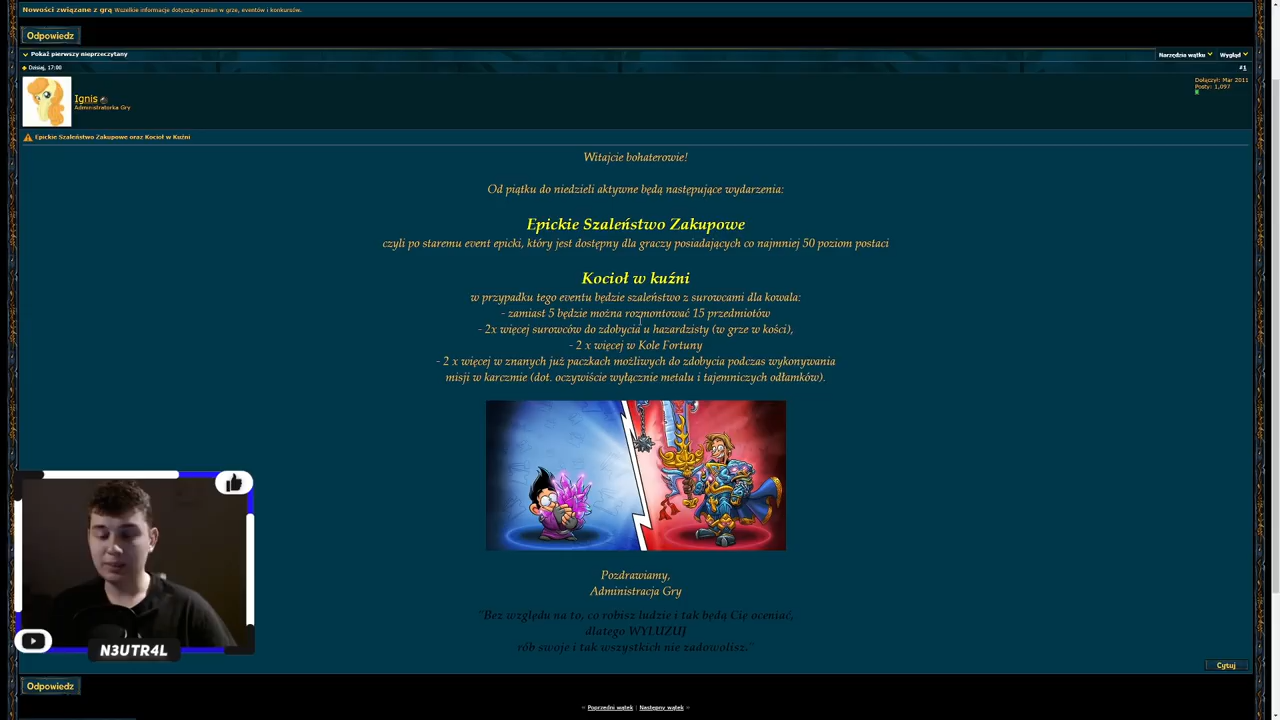 Nowości związane z grą Wszelkie informacje dotyczące zmian w grze, eventów i konkursów.
Odpowiedz
Pokaż pierwszy nieprzeczytany
Narzędzia wątku
Wygląd
Dzisiaj, 17:00
#1
Ignis
Administratorka Gry
Dołączył: Mar 2011
Posty: 1,097
Epickie Szaleństwo Zakupowe oraz Kocioł w Kuźni
Witajcie bohaterowie!
Od piątku do niedzieli aktywne będą następujące wydarzenia:
Epickie Szaleństwo Zakupowe
czyli po staremu event epicki, który jest dostępny dla graczy posiadających co najmniej 50 poziom postaci
Kocioł w kuźni
w przypadku tego eventu będzie szaleństwo z surowcami dla kowala:
- zamiast 5 będzie można rozmontować 15 przedmiotów
- 2x więcej surowców do zdobycia u hazardzisty (w grze w kości),
- 2 x więcej w Kole Fortuny
- 2 x więcej w znanych już paczkach możliwych do zdobycia podczas wykonywania
misji w karczmie (dot. oczywiście wyłącznie metalu i tajemniczych odłamków).
Pozdrawiamy,
Administracja Gry
"Bez względu na to, co robisz ludzie i tak będą Cię oceniać,
dlatego WYLUZUJ
rób swoje i tak wszystkich nie zadowolisz."
N3UTR4L
Cytuj
Odpowiedz
« Poprzedni wątek | Następny wątek »